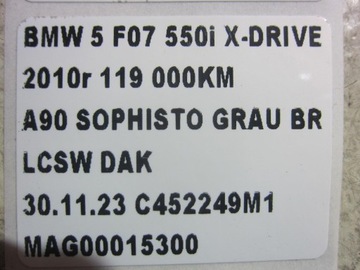 BMW 5 F07 550i X-DRIVE
2010r 119 000KM
A90 SOPHISTO GRAU BR
LCSW DAK
30.11.23 C452249M1
MAG00015300